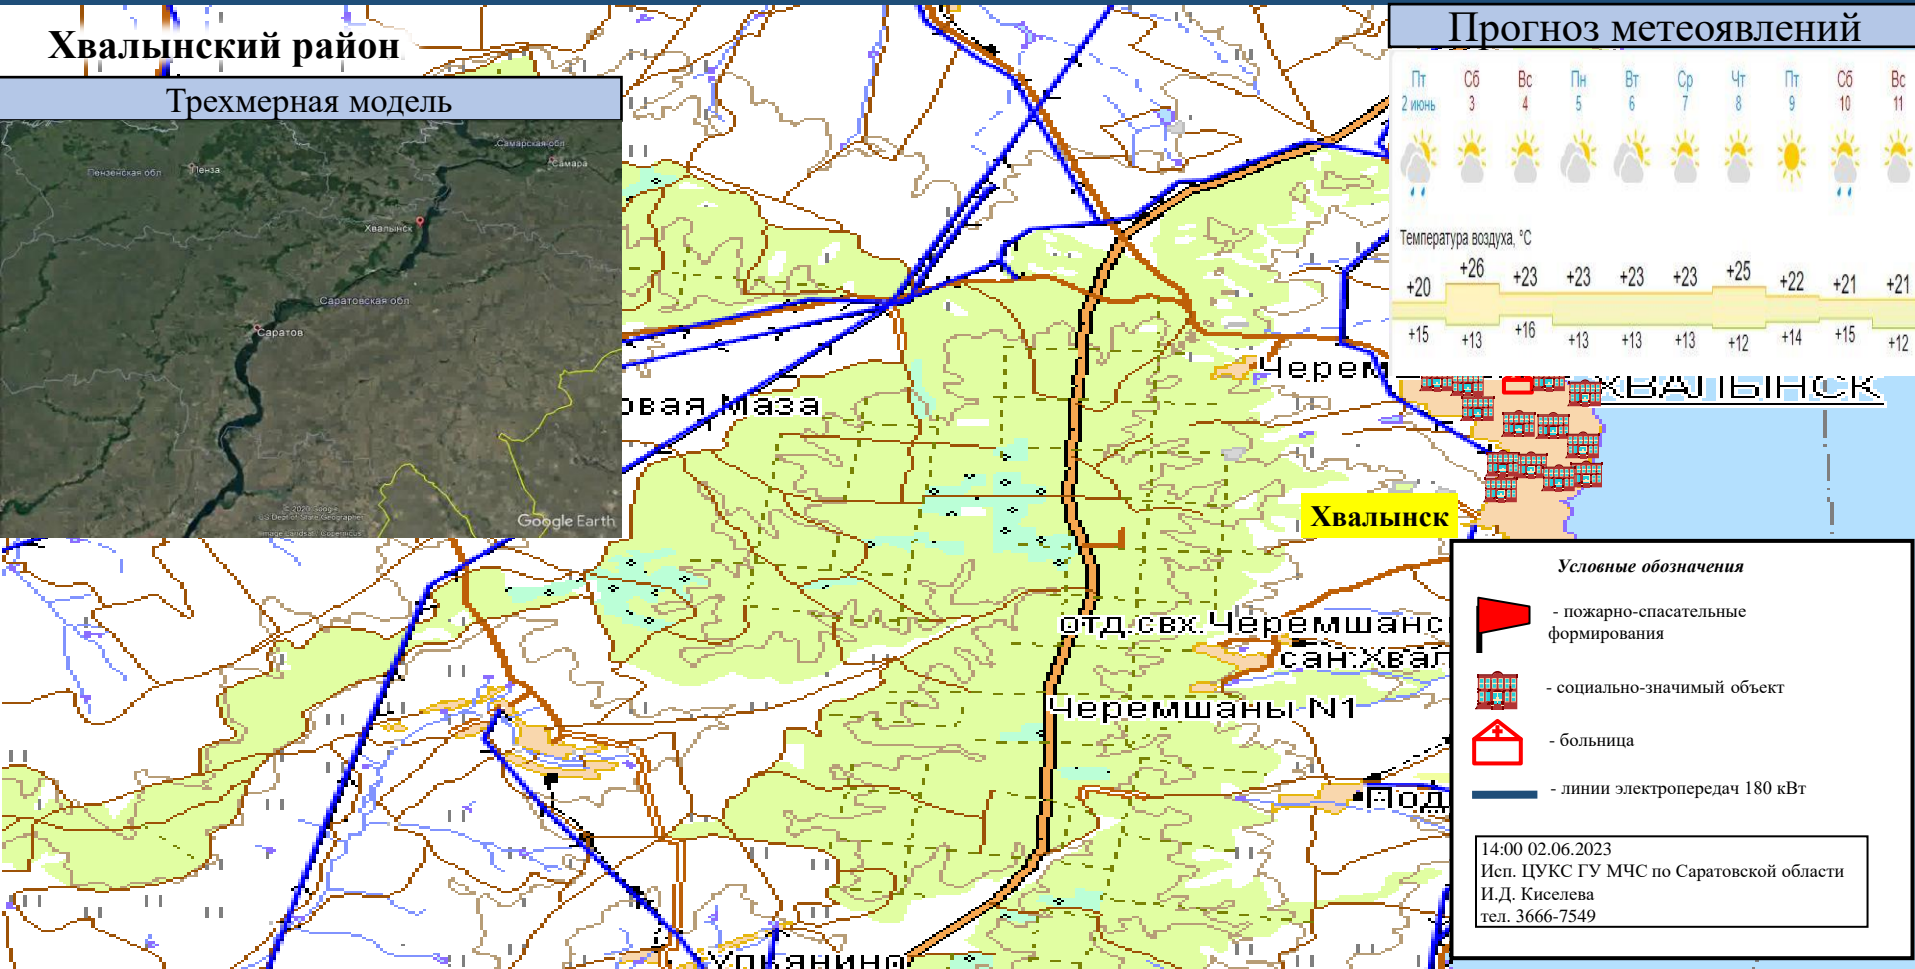 Хвалынский район
Трехмерная модель
Самарская обл
Самара
Пензенская обл
Пенза
Хвалынск
Саратовская обл
Саратов
Google Earth
Прогноз метеоявлений
Пт Сб Вс Пн Вт Ср Чт Пт Сб Вс
2 июнь 3 4 5 6 7 8 9 10 11
Температура воздуха, °C
+20 +26 +23 +23 +23 +23 +25 +22 +21 +21
+15 +13 +16 +13 +13 +13 +12 +14 +15 +12
Черем
ХВАЛЫНСК
овая Маза
Хвалынск
отд.свх.Черемшанс
сан.Хвал
Черемшаны N1
Под
Ульянино
Условные обозначения
- пожарно-спасательные
формирования
- социально-значимый объект
- больница
- линии электропередач 180 кВт
14:00 02.06.2023
Исп. ЦУКС ГУ МЧС по Саратовской области
И.Д. Киселева
тел. 3666-7549